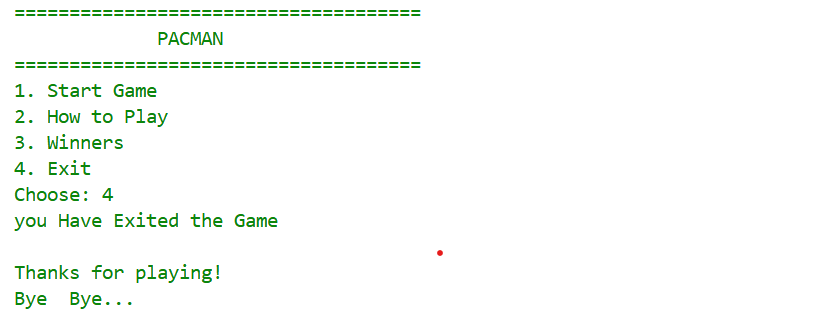 =====================================
PACMAN
=====================================
1. Start Game
2. How to Play
3. Winners
4. Exit
Choose: 4
you Have Exited the Game
Thanks for playing!
Bye  Bye...